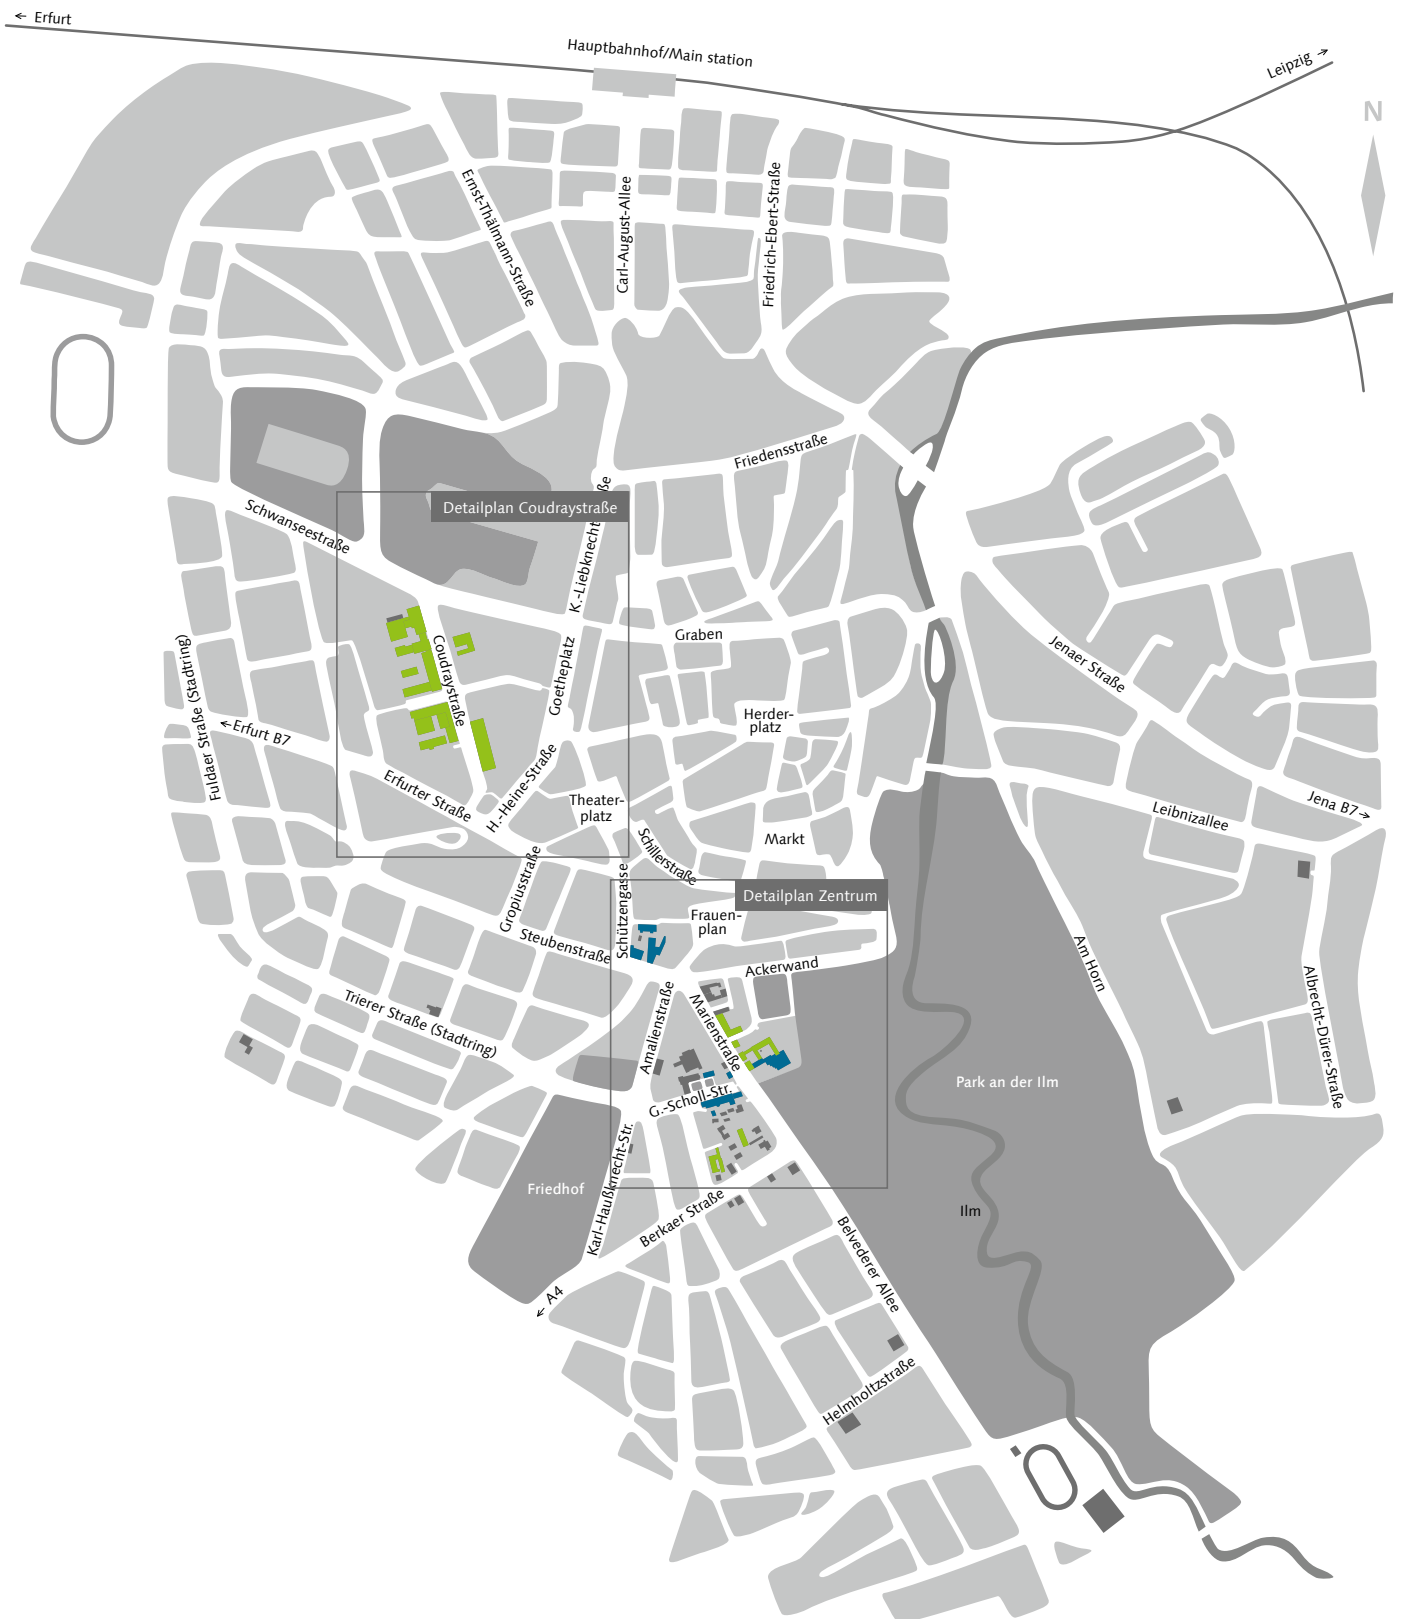 ← Erfurt
Hauptbahnhof/Main station
Leipzig →
N
Ernst-Thälmann-Straße
Carl-August-Allee
Friedrich-Ebert-Straße
Friedensstraße
Detailplan Coudraystraße
Schwanseestraße
K.-Liebknecht
ße
Graben
Jenaer Straße
Coudraystraße
Goetheplatz
Fuldaer Straße (Stadtring)
← Erfurt B7
Herder-
platz
Erfurter Straße
H.-Heine-Straße
Theater-
platz
Markt
Leibnizallee
Jena B7 →
Schillerstraße
Gropiusstraße
Schützengasse
Detailplan Zentrum
Frauen-
plan
Steubenstraße
Ackerwand
Am Horn
Albrecht-Dürer-Straße
Trierer Straße (Stadtring)
Amalienstraße
Marienstraße
Park an der Ilm
G.-Scholl-Str.
Karl-Haußknecht-Str.
Friedhof
Berkaer Straße
Ilm
Belvederer Allee
← A4
Helmholtzstraße